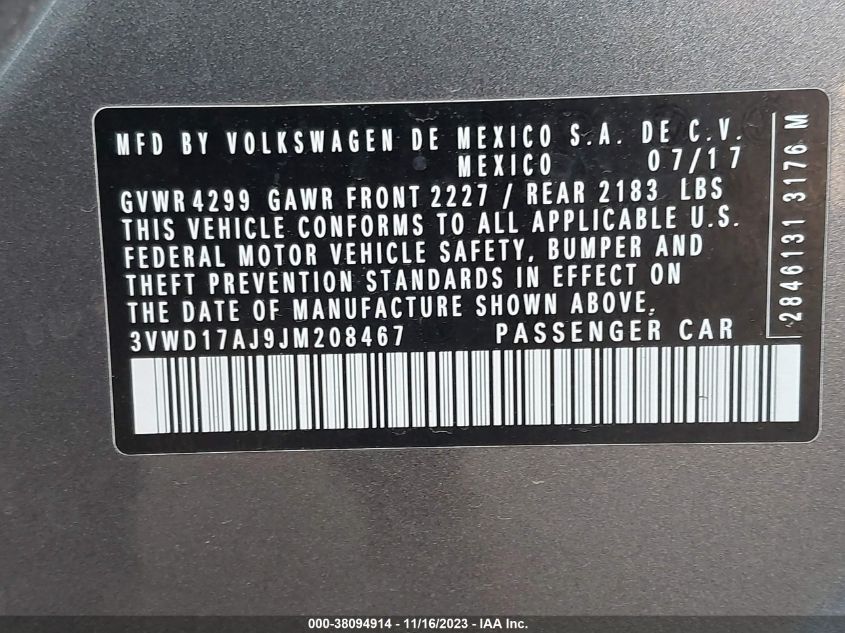 MFD BY VOLKSWAGEN DE MEXICO S.A. DE C.V.
MEXICO 07/17
GVWR 4299 GAWR FRONT 2227 / REAR 2183 LBS
THIS VEHICLE CONFORMS TO ALL APPLICABLE U.S.
FEDERAL MOTOR VEHICLE SAFETY, BUMPER AND
THEFT PREVENTION STANDARDS IN EFFECT ON
THE DATE OF MANUFACTURE SHOWN ABOVE.
3VWD17AJ9JM208467 PASSENGER CAR
2846131 3176 M
000-38094914 - 11/16/2023 - IAA Inc.